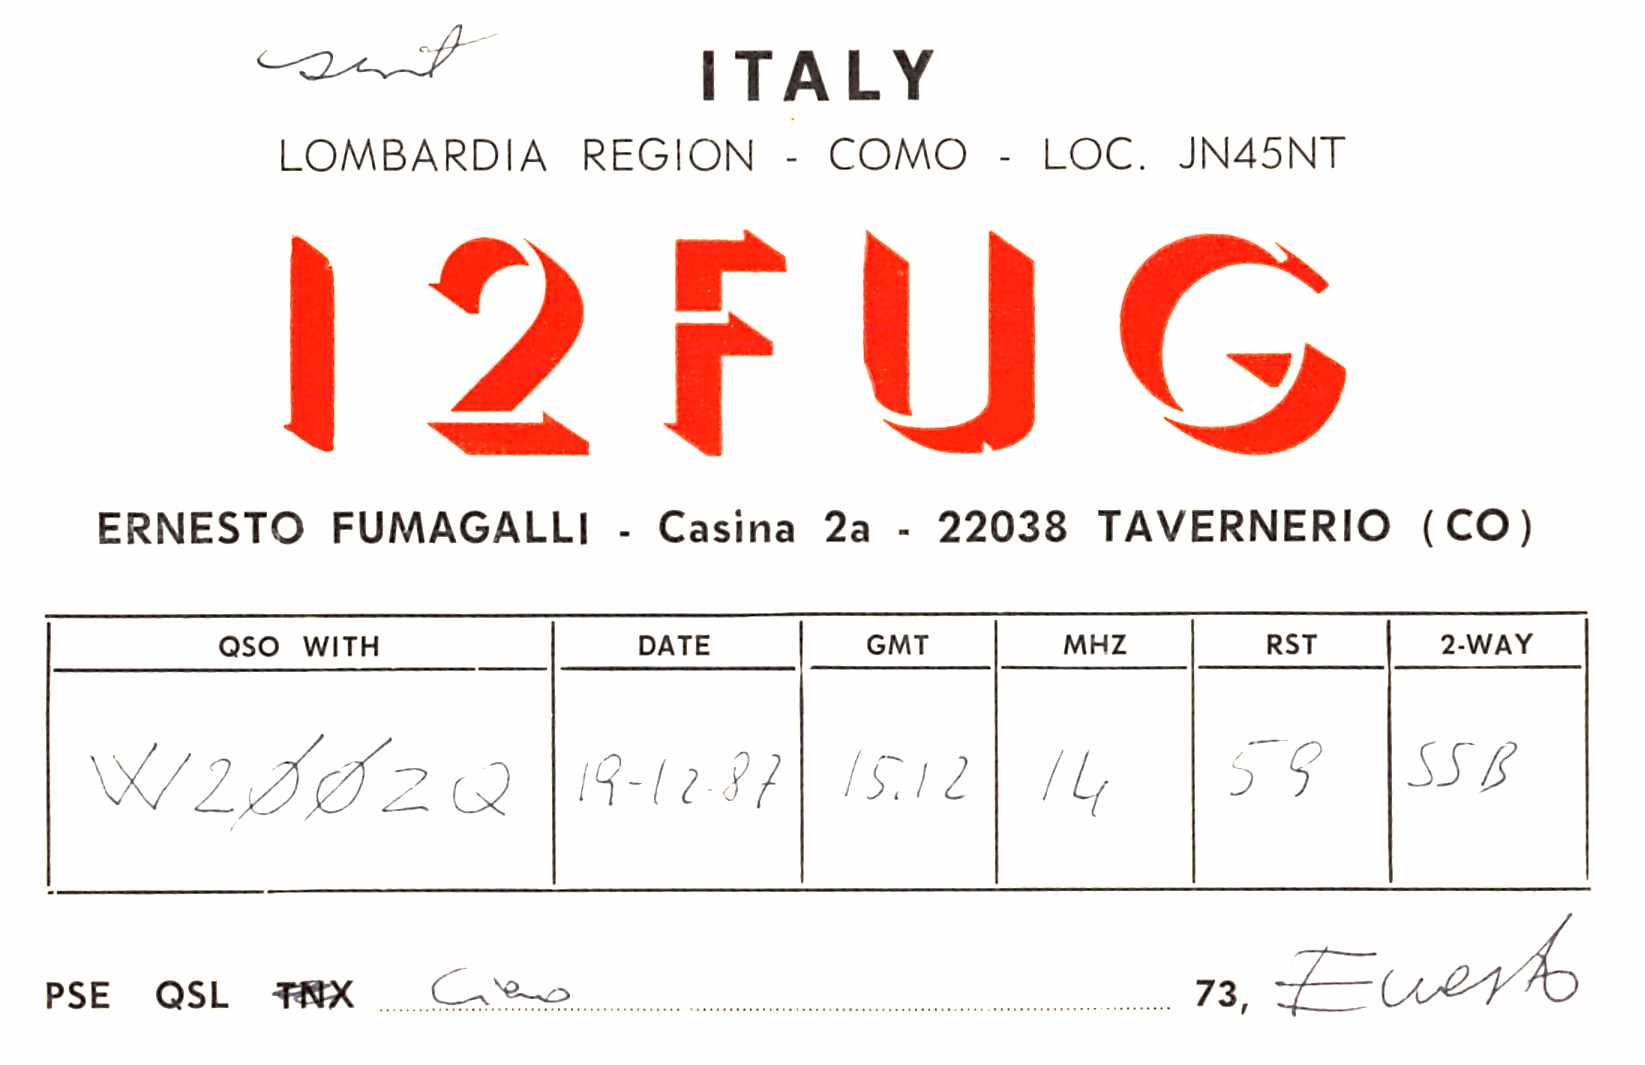 sent
ITALY
LOMBARDIA REGION - COMO - LOC. JN45NT
I2FUG
ERNESTO FUMAGALLI - Casina 2a - 22038 TAVERNERIO (CO)
QSO WITH DATE GMT MHZ RST 2-WAY
W2ØØZQ 19-12-87 15.12 14 59 SSB
PSE QSL TNX Ciao 73, Ernesto